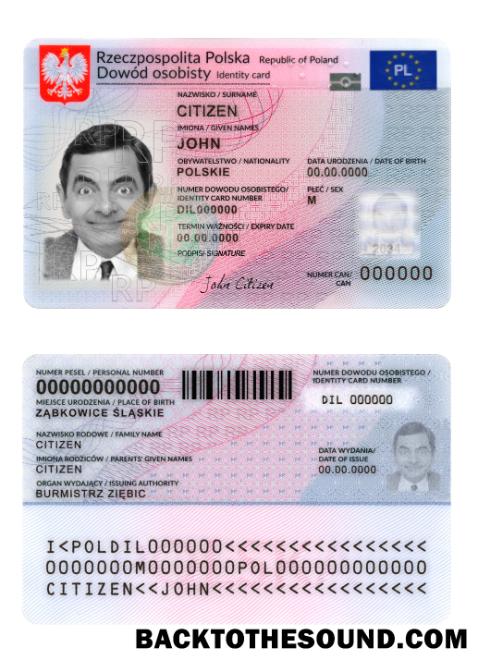 Rzeczpospolita Polska Republic of Poland
Dowód osobisty Identity card
PL
NAZWISKO / SURNAME
CITIZEN
IMIONA / GIVEN NAMES
JOHN
OBYWATELSTWO / NATIONALITY DATA URODZENIA / DATE OF BIRTH
POLSKIE 00.00.0000
NUMER DOWODU OSOBISTEGO/ PŁEĆ / SEX
IDENTITY CARD NUMBER M
DIL000000
TERMIN WAŻNOŚCI / EXPIRY DATE
00.00.0000
PODPIS/ SIGNATURE
John Citizen
NUMER CAN/ 000000
CAN
NUMER PESEL / PERSONAL NUMBER NUMER DOWODU OSOBISTEGO /
IDENTITY CARD NUMBER
00000000000
DIL 000000
MIEJSCE URODZENIA / PLACE OF BIRTH
ZĄBKOWICE ŚLĄSKIE
NAZWISKO RODOWE / FAMILY NAME
CITIZEN
IMIONA RODZICÓW / PARENTS' GIVEN NAMES DATA WYDANIA/
CITIZEN DATE OF ISSUE
00.00.0000
ORGAN WYDAJĄCY / ISSUING AUTHORITY
BURMISTRZ ZIĘBIC
I<POLDIL000000<<<<<<<<<<<<<<<<
0000000M0000000POL000000000000
CITIZEN<<JOHN<<<<<<<<<<<<<<<<<
BACKTOTHESOUND.COM